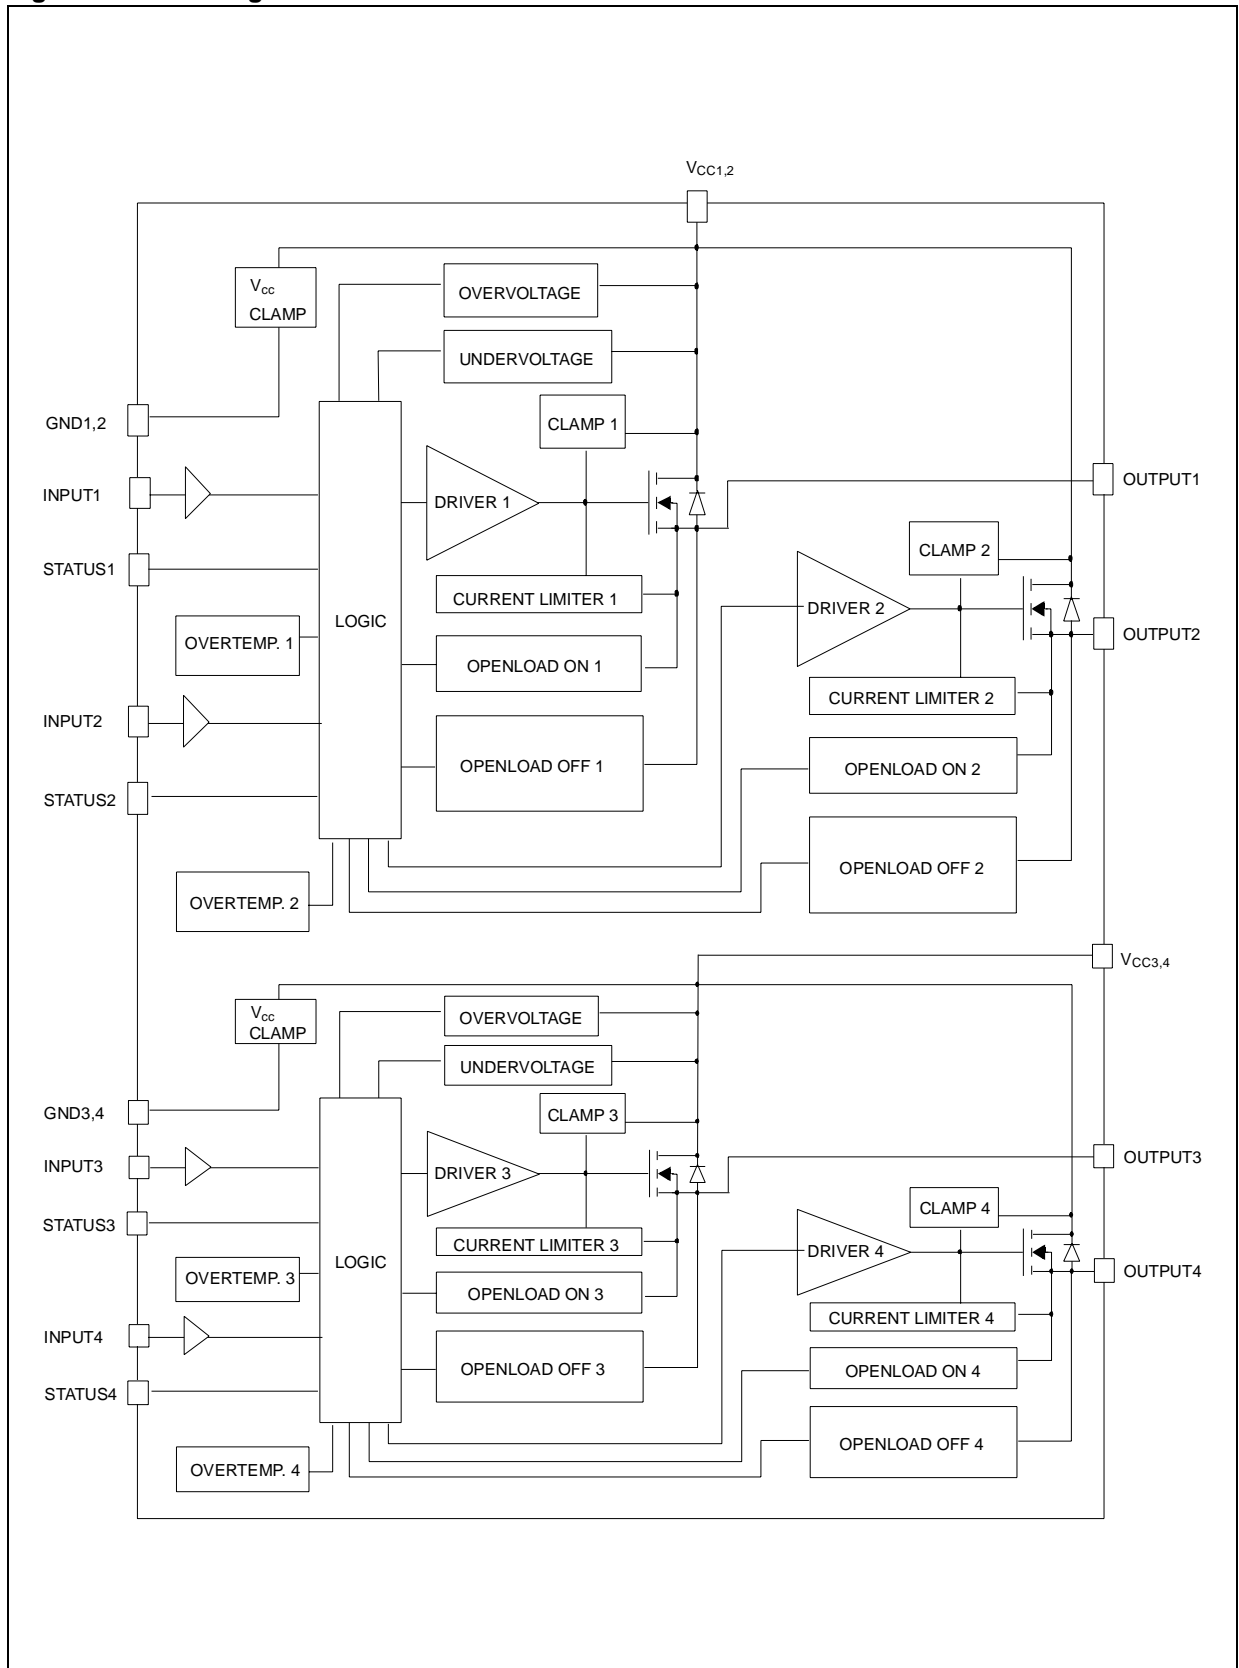 VCC1,2
Vcc
CLAMP
OVERVOLTAGE
UNDERVOLTAGE
GND1,2
CLAMP 1
INPUT1
DRIVER 1
OUTPUT1
STATUS1
CLAMP 2
CURRENT LIMITER 1
DRIVER 2
LOGIC
OVERTEMP. 1
OUTPUT2
OPENLOAD ON 1
CURRENT LIMITER 2
INPUT2
OPENLOAD OFF 1
OPENLOAD ON 2
STATUS2
OPENLOAD OFF 2
OVERTEMP. 2
VCC3,4
Vcc
CLAMP
OVERVOLTAGE
UNDERVOLTAGE
GND3,4
CLAMP 3
INPUT3
DRIVER 3
OUTPUT3
CLAMP 4
STATUS3
CURRENT LIMITER 3
DRIVER 4
LOGIC
OVERTEMP. 3
OUTPUT4
OPENLOAD ON 3
CURRENT LIMITER 4
INPUT4
OPENLOAD OFF 3
OPENLOAD ON 4
STATUS4
OPENLOAD OFF 4
OVERTEMP. 4